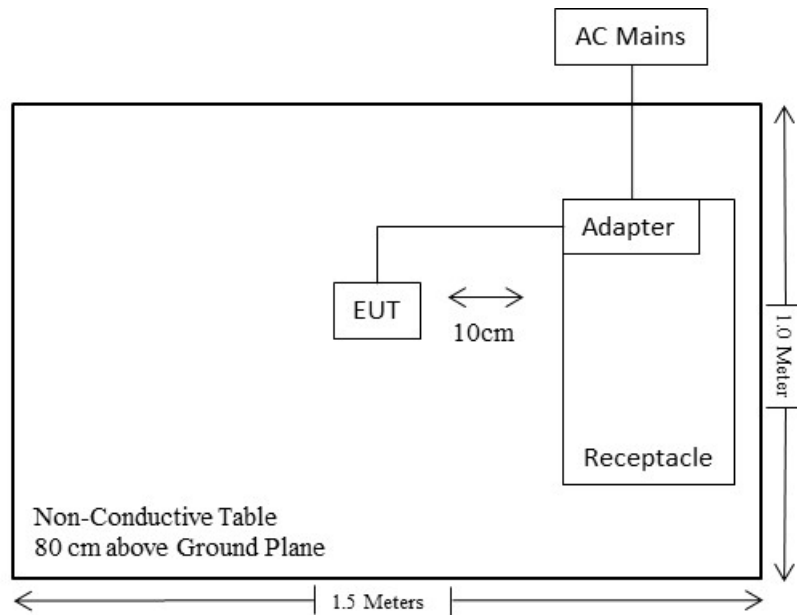 AC Mains
Adapter
EUT
10cm
1.0 Meter
Receptacle
Non-Conductive Table
80 cm above Ground Plane
1.5 Meters